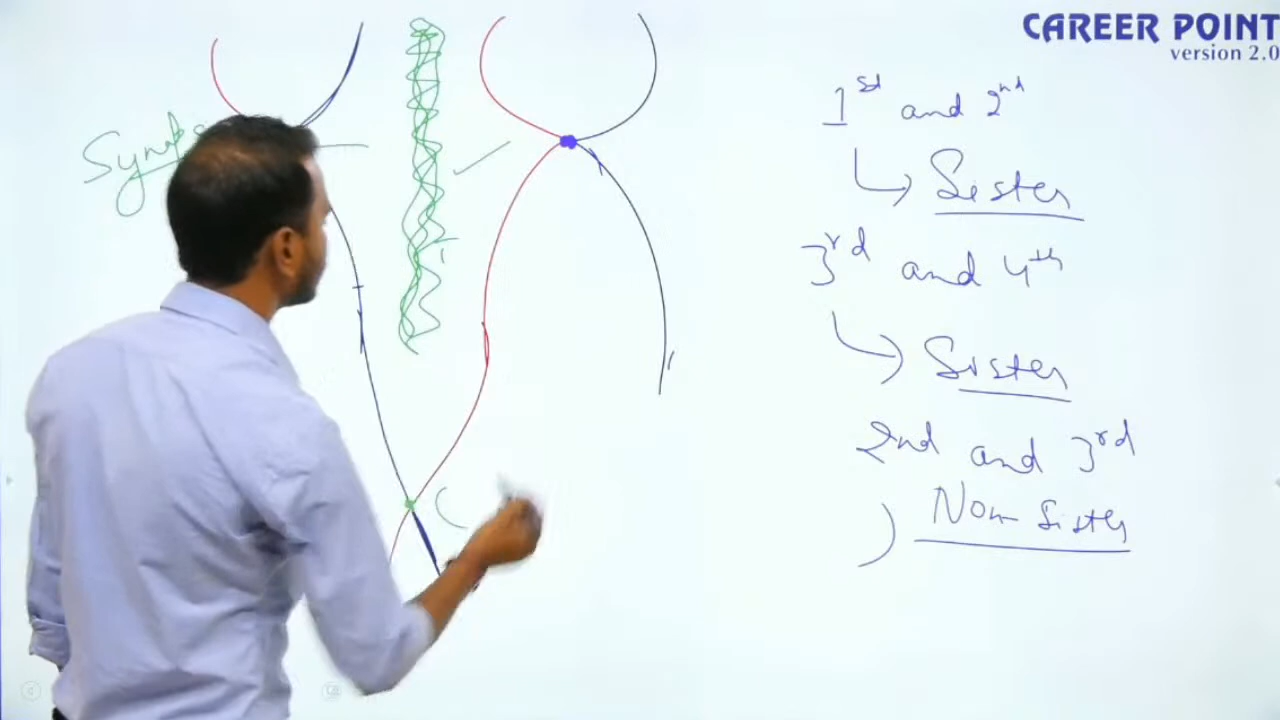 CAREER POINT
version 2.0
1st and 2nd
Sister
3rd and 4th
Sister
2nd and 3rd
Non Sister